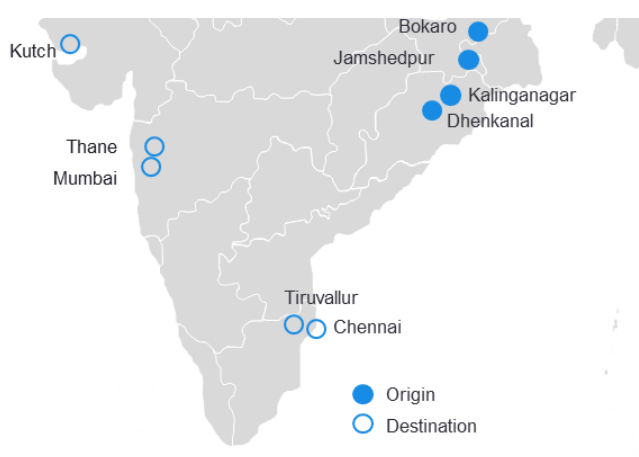 Bokaro
Kutch
Jamshedpur
Kalinganagar
Dhenkanal
Thane
Mumbai
Tiruvallur
Chennai
Origin
Destination